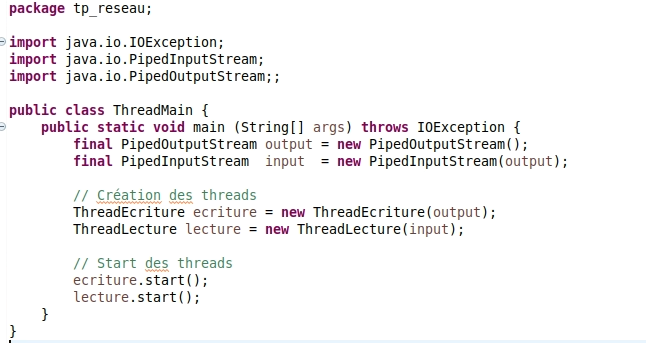 package tp_reseau;
import java.io.IOException;
import java.io.PipedInputStream;
import java.io.PipedOutputStream;;
public class ThreadMain {
    public static void main (String[] args) throws IOException {
        final PipedOutputStream output = new PipedOutputStream();
        final PipedInputStream  input  = new PipedInputStream(output);
        // Création des threads
        ThreadEcriture ecriture = new ThreadEcriture(output);
        ThreadLecture lecture = new ThreadLecture(input);
        // Start des threads
        ecriture.start();
        lecture.start();
    }
}